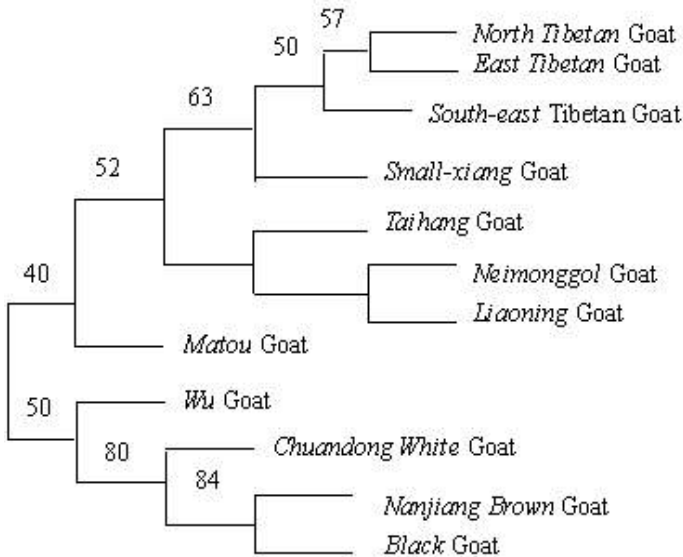 57
North Tibetan Goat
50
East Tibetan Goat
63
South-east Tibetan Goat
52
Small-xiang Goat
Taihang Goat
40
Neimonggol Goat
Liaoning Goat
Matou Goat
50
Wu Goat
80
Chuandong White Goat
84
Nanjiang Brown Goat
Black Goat